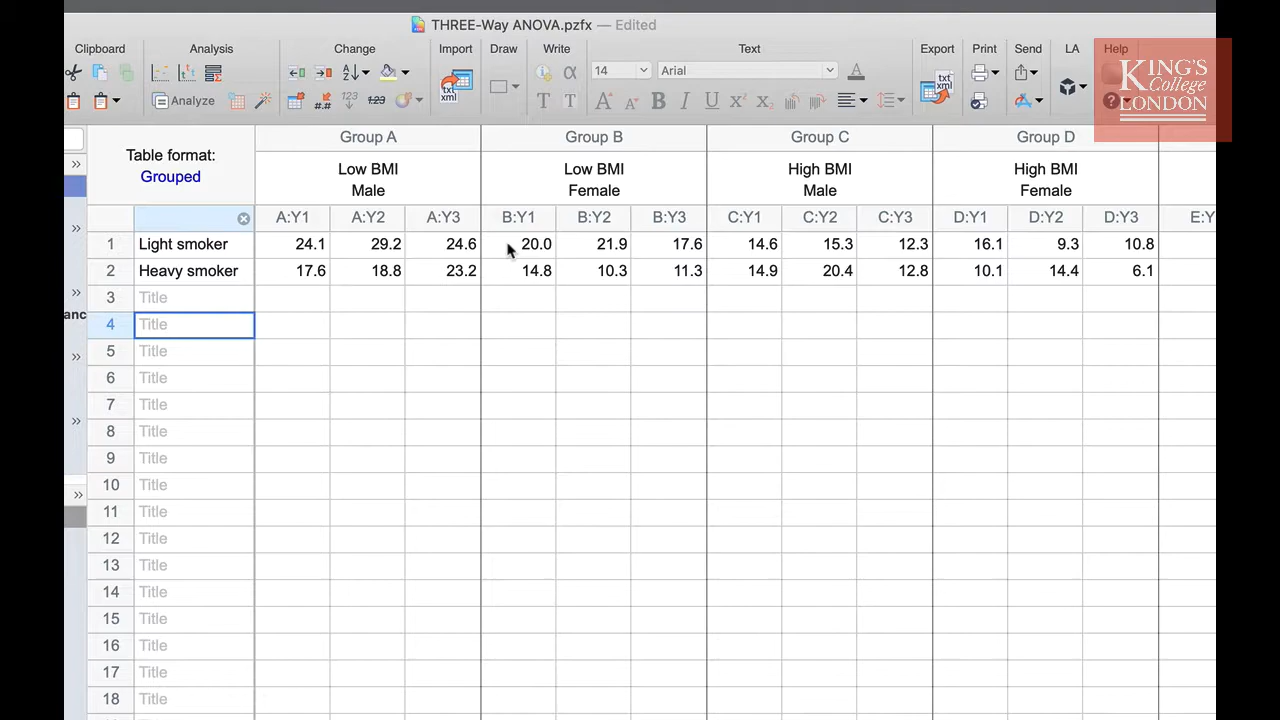 THREE-Way ANOVA.pzfx — Edited
Clipboard Analysis Change Import Draw Write Text Export Print Send LA Help
14 Arial
Analyze
KING'S
College
LONDON
Table format:
Grouped
Group A Group B Group C Group D
Low BMI Low BMI High BMI High BMI
Male Female Male Female
A:Y1 A:Y2 A:Y3 B:Y1 B:Y2 B:Y3 C:Y1 C:Y2 C:Y3 D:Y1 D:Y2 D:Y3 E:Y
1 Light smoker 24.1 29.2 24.6 20.0 21.9 17.6 14.6 15.3 12.3 16.1 9.3 10.8
2 Heavy smoker 17.6 18.8 23.2 14.8 10.3 11.3 14.9 20.4 12.8 10.1 14.4 6.1
3 Title
anc
4 Title
5 Title
6 Title
7 Title
8 Title
9 Title
10 Title
11 Title
12 Title
13 Title
14 Title
15 Title
16 Title
17 Title
18 Title